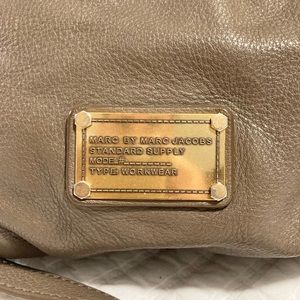 MARC BY MARC JACOBS
STANDARD SUPPLY
MODEL#
TYPE: WORKWEAR